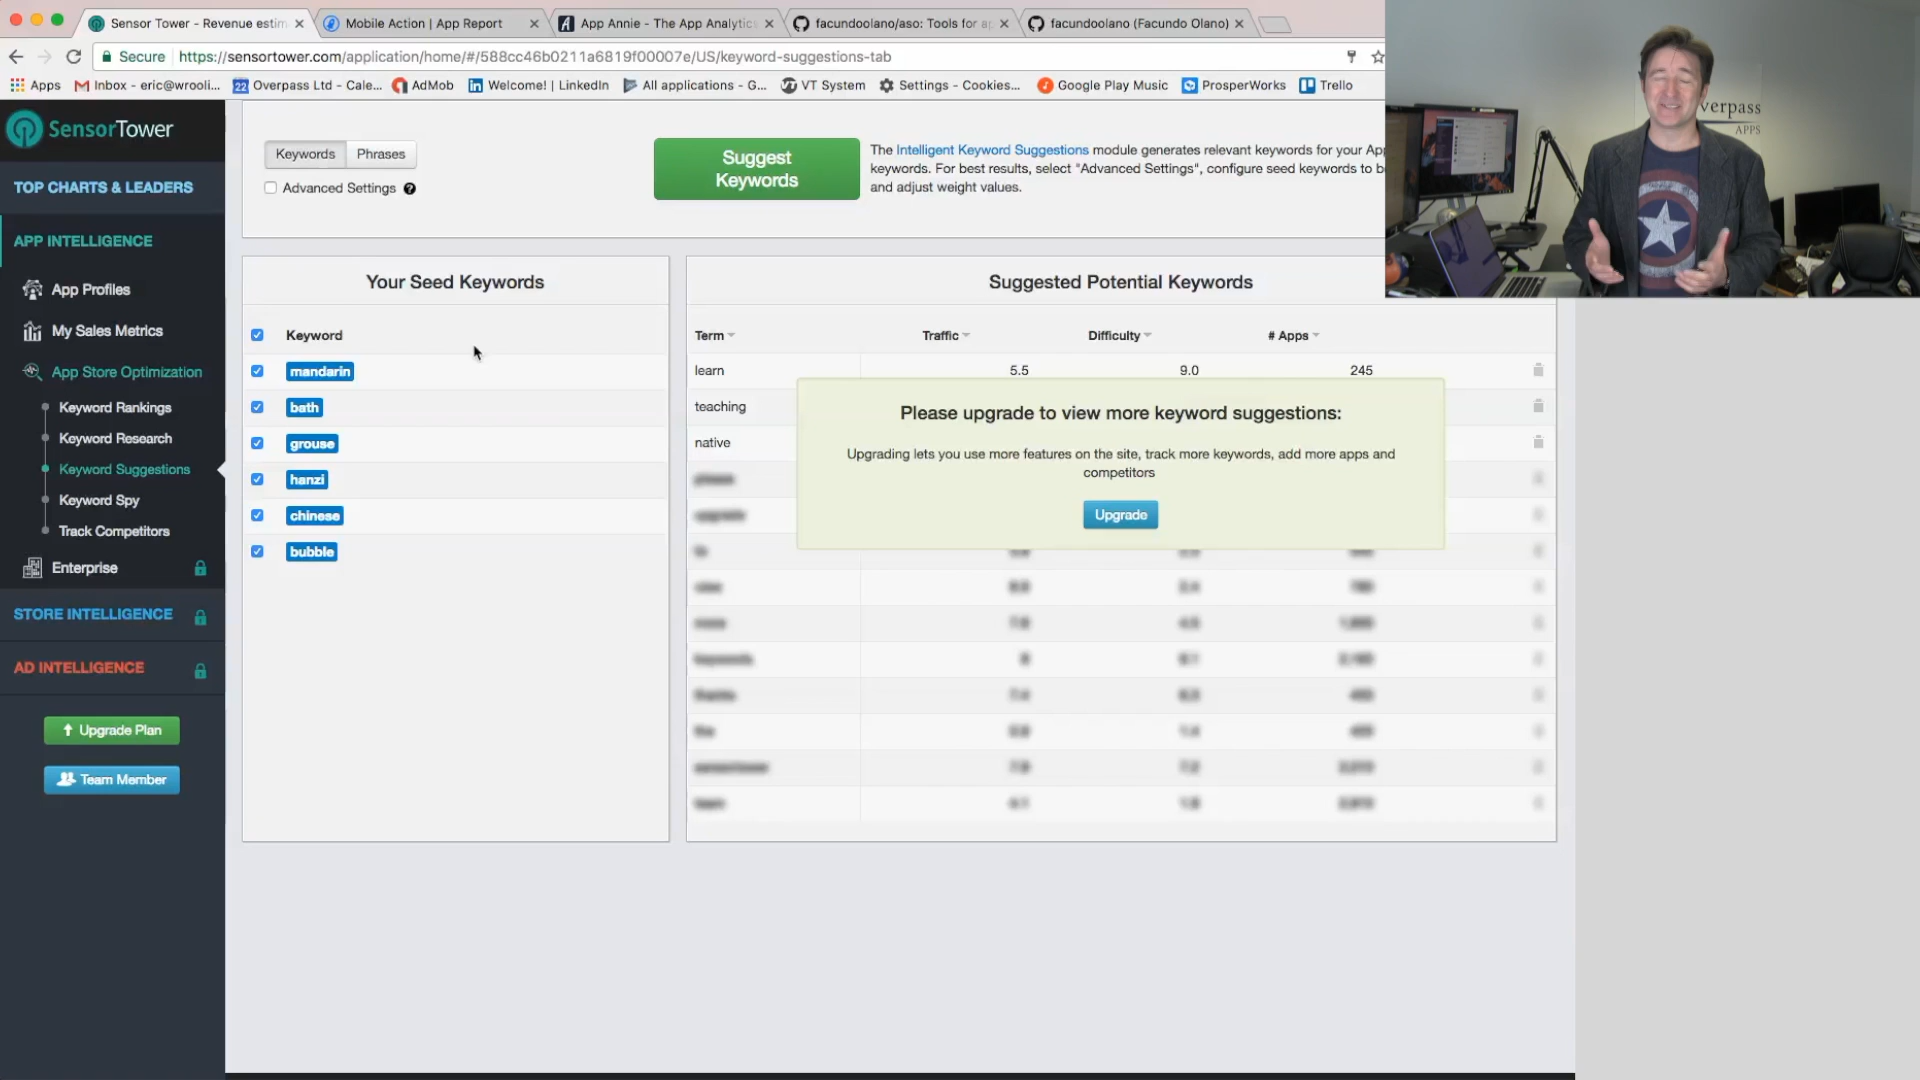 Sensor Tower - Revenue estim
Mobile Action | App Report
App Annie - The App Analytics
facundoolano/aso: Tools for ap
facundoolano (Facundo Olano)
Secure
https://sensortower.com/application/home/#/588cc46b0211a6819f00007e/US/keyword-suggestions-tab
Apps
Inbox - eric@wrooli...
22
Overpass Ltd - Cale...
AdMob
Welcome! | LinkedIn
All applications - G...
VT System
Settings - Cookies...
Google Play Music
ProsperWorks
Trello
verpass
APPS
SensorTower
TOP CHARTS & LEADERS
APP INTELLIGENCE
App Profiles
My Sales Metrics
App Store Optimization
Keyword Rankings
Keyword Research
Keyword Suggestions
Keyword Spy
Track Competitors
Enterprise
STORE INTELLIGENCE
AD INTELLIGENCE
Upgrade Plan
Team Member
Keywords
Phrases
Advanced Settings
Suggest
Keywords
The Intelligent Keyword Suggestions module generates relevant keywords for your App
keywords. For best results, select "Advanced Settings", configure seed keywords to be
and adjust weight values.
Your Seed Keywords
Keyword
mandarin
bath
grouse
hanzi
chinese
bubble
Suggested Potential Keywords
Term Traffic Difficulty # Apps
learn 5.5 9.0 245
teaching
native
Please upgrade to view more keyword suggestions:
Upgrading lets you use more features on the site, track more keywords, add more apps and
competitors
Upgrade